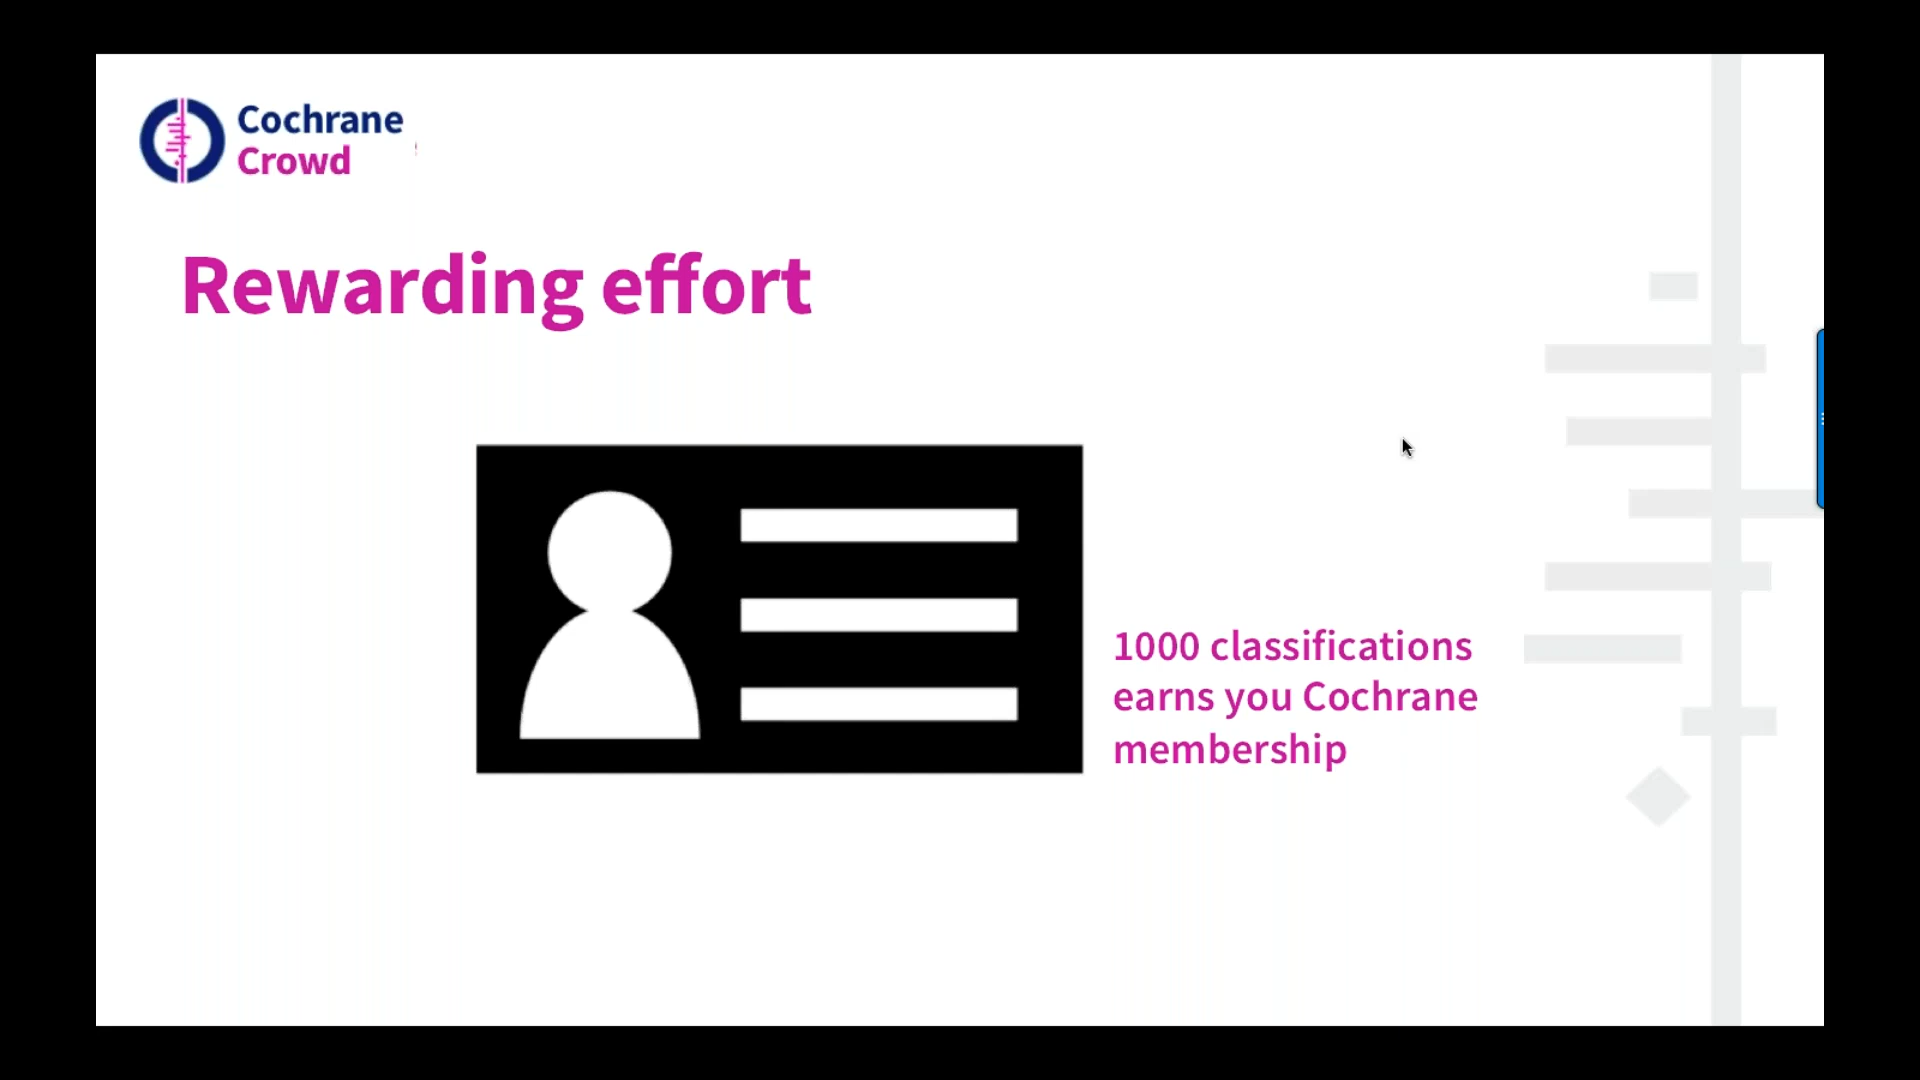 Cochrane
Crowd
Rewarding effort
1000 classifications
earns you Cochrane
membership